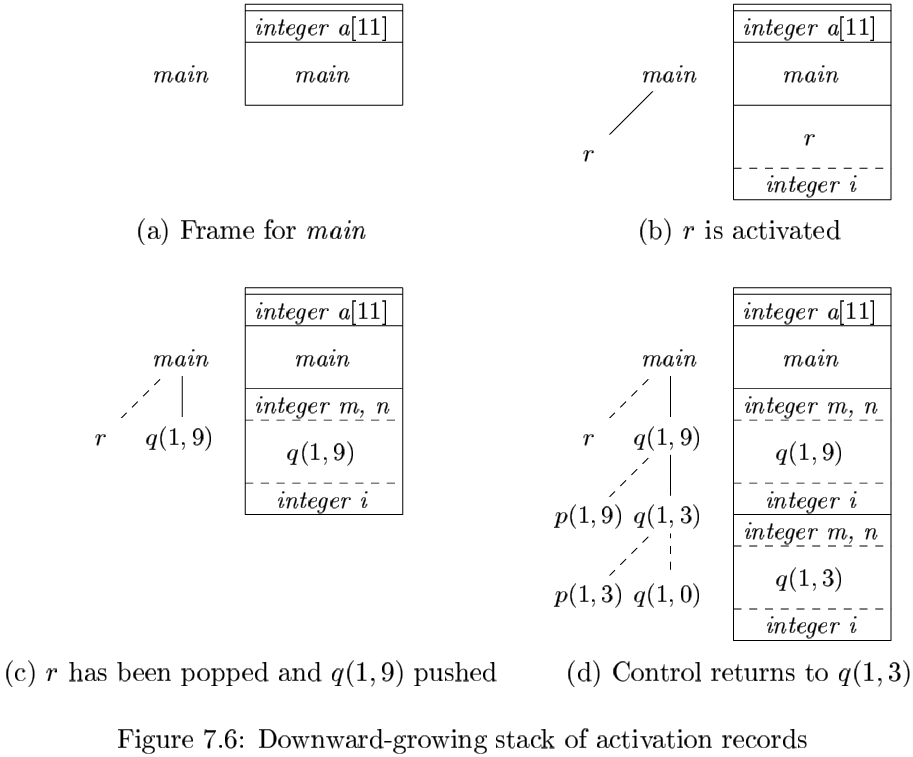 integer a[11]
main
main
(a) Frame for main
integer a[11]
main
main
r
r
integer i
(b) r is activated
integer a[11]
main
main
integer m, n
r
q(1, 9)
q(1, 9)
integer i
(c) r has been popped and q(1, 9) pushed
integer a[11]
main
main
integer m, n
r
q(1, 9)
q(1, 9)
integer i
p(1, 9)
q(1, 3)
integer m, n
q(1, 3)
p(1, 3)
q(1, 0)
integer i
(d) Control returns to q(1, 3)
Figure 7.6: Downward-growing stack of activation records